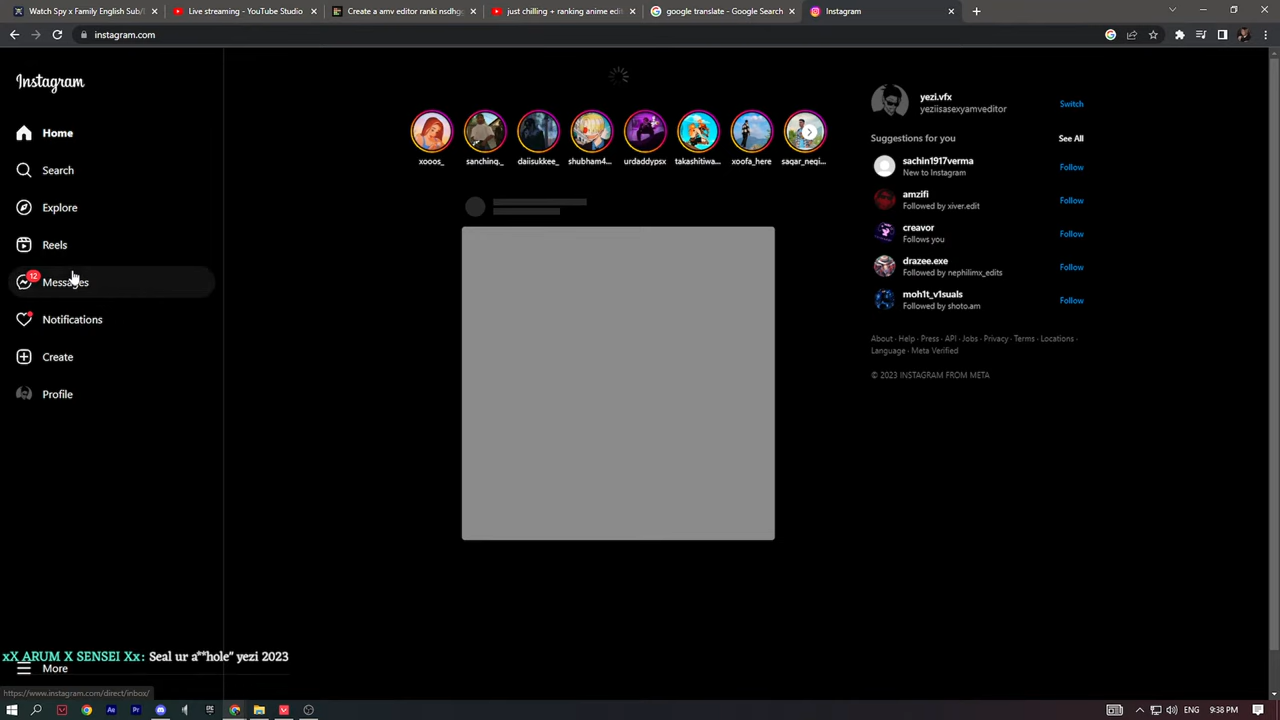 Watch Spy x Family English Sub/
Live streaming - YouTube Studio
Create a amv editor ranki nsdhg
just chilling + ranking anime edit
google translate - Google Search
Instagram
instagram.com
Instagram
Home
Search
Explore
Reels
12
Messages
Notifications
Create
Profile
xooos_
sanching._
daiisukkee_
shubham4...
urdaddypsx
takashitiwa...
xoofa_here
saqar_neqi...
yezi.vfx
yeziisasexyamveditor
Switch
Suggestions for you
See All
sachin1917verma
New to Instagram
Follow
amzifi
Followed by xiver.edit
Follow
creavor
Follows you
Follow
drazee.exe
Followed by nephilimx_edits
Follow
moh1t_v1suals
Followed by shoto.am
Follow
About · Help · Press · API · Jobs · Privacy · Terms · Locations ·
Language · Meta Verified
© 2023 INSTAGRAM FROM META
xX ARUM X SENSEI Xx: Seal ur a**hole" yezi 2023
More
https://www.instagram.com/direct/inbox/
ENG
9:38 PM